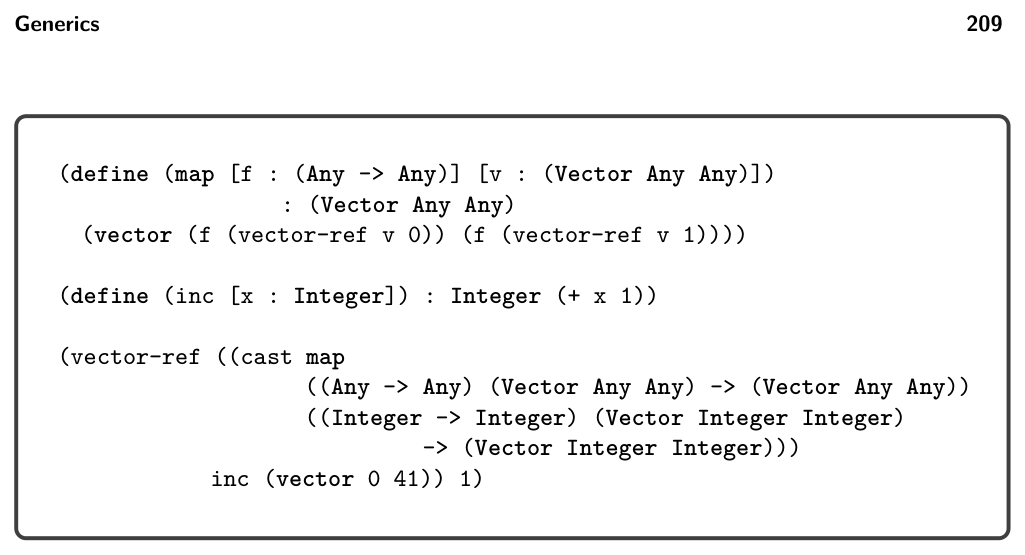 Generics 209
(define (map [f : (Any -> Any)] [v : (Vector Any Any)])
: (Vector Any Any)
(vector (f (vector-ref v 0)) (f (vector-ref v 1))))
(define (inc [x : Integer]) : Integer (+ x 1))
(vector-ref ((cast map
((Any -> Any) (Vector Any Any) -> (Vector Any Any))
((Integer -> Integer) (Vector Integer Integer)
-> (Vector Integer Integer)))
inc (vector 0 41)) 1)